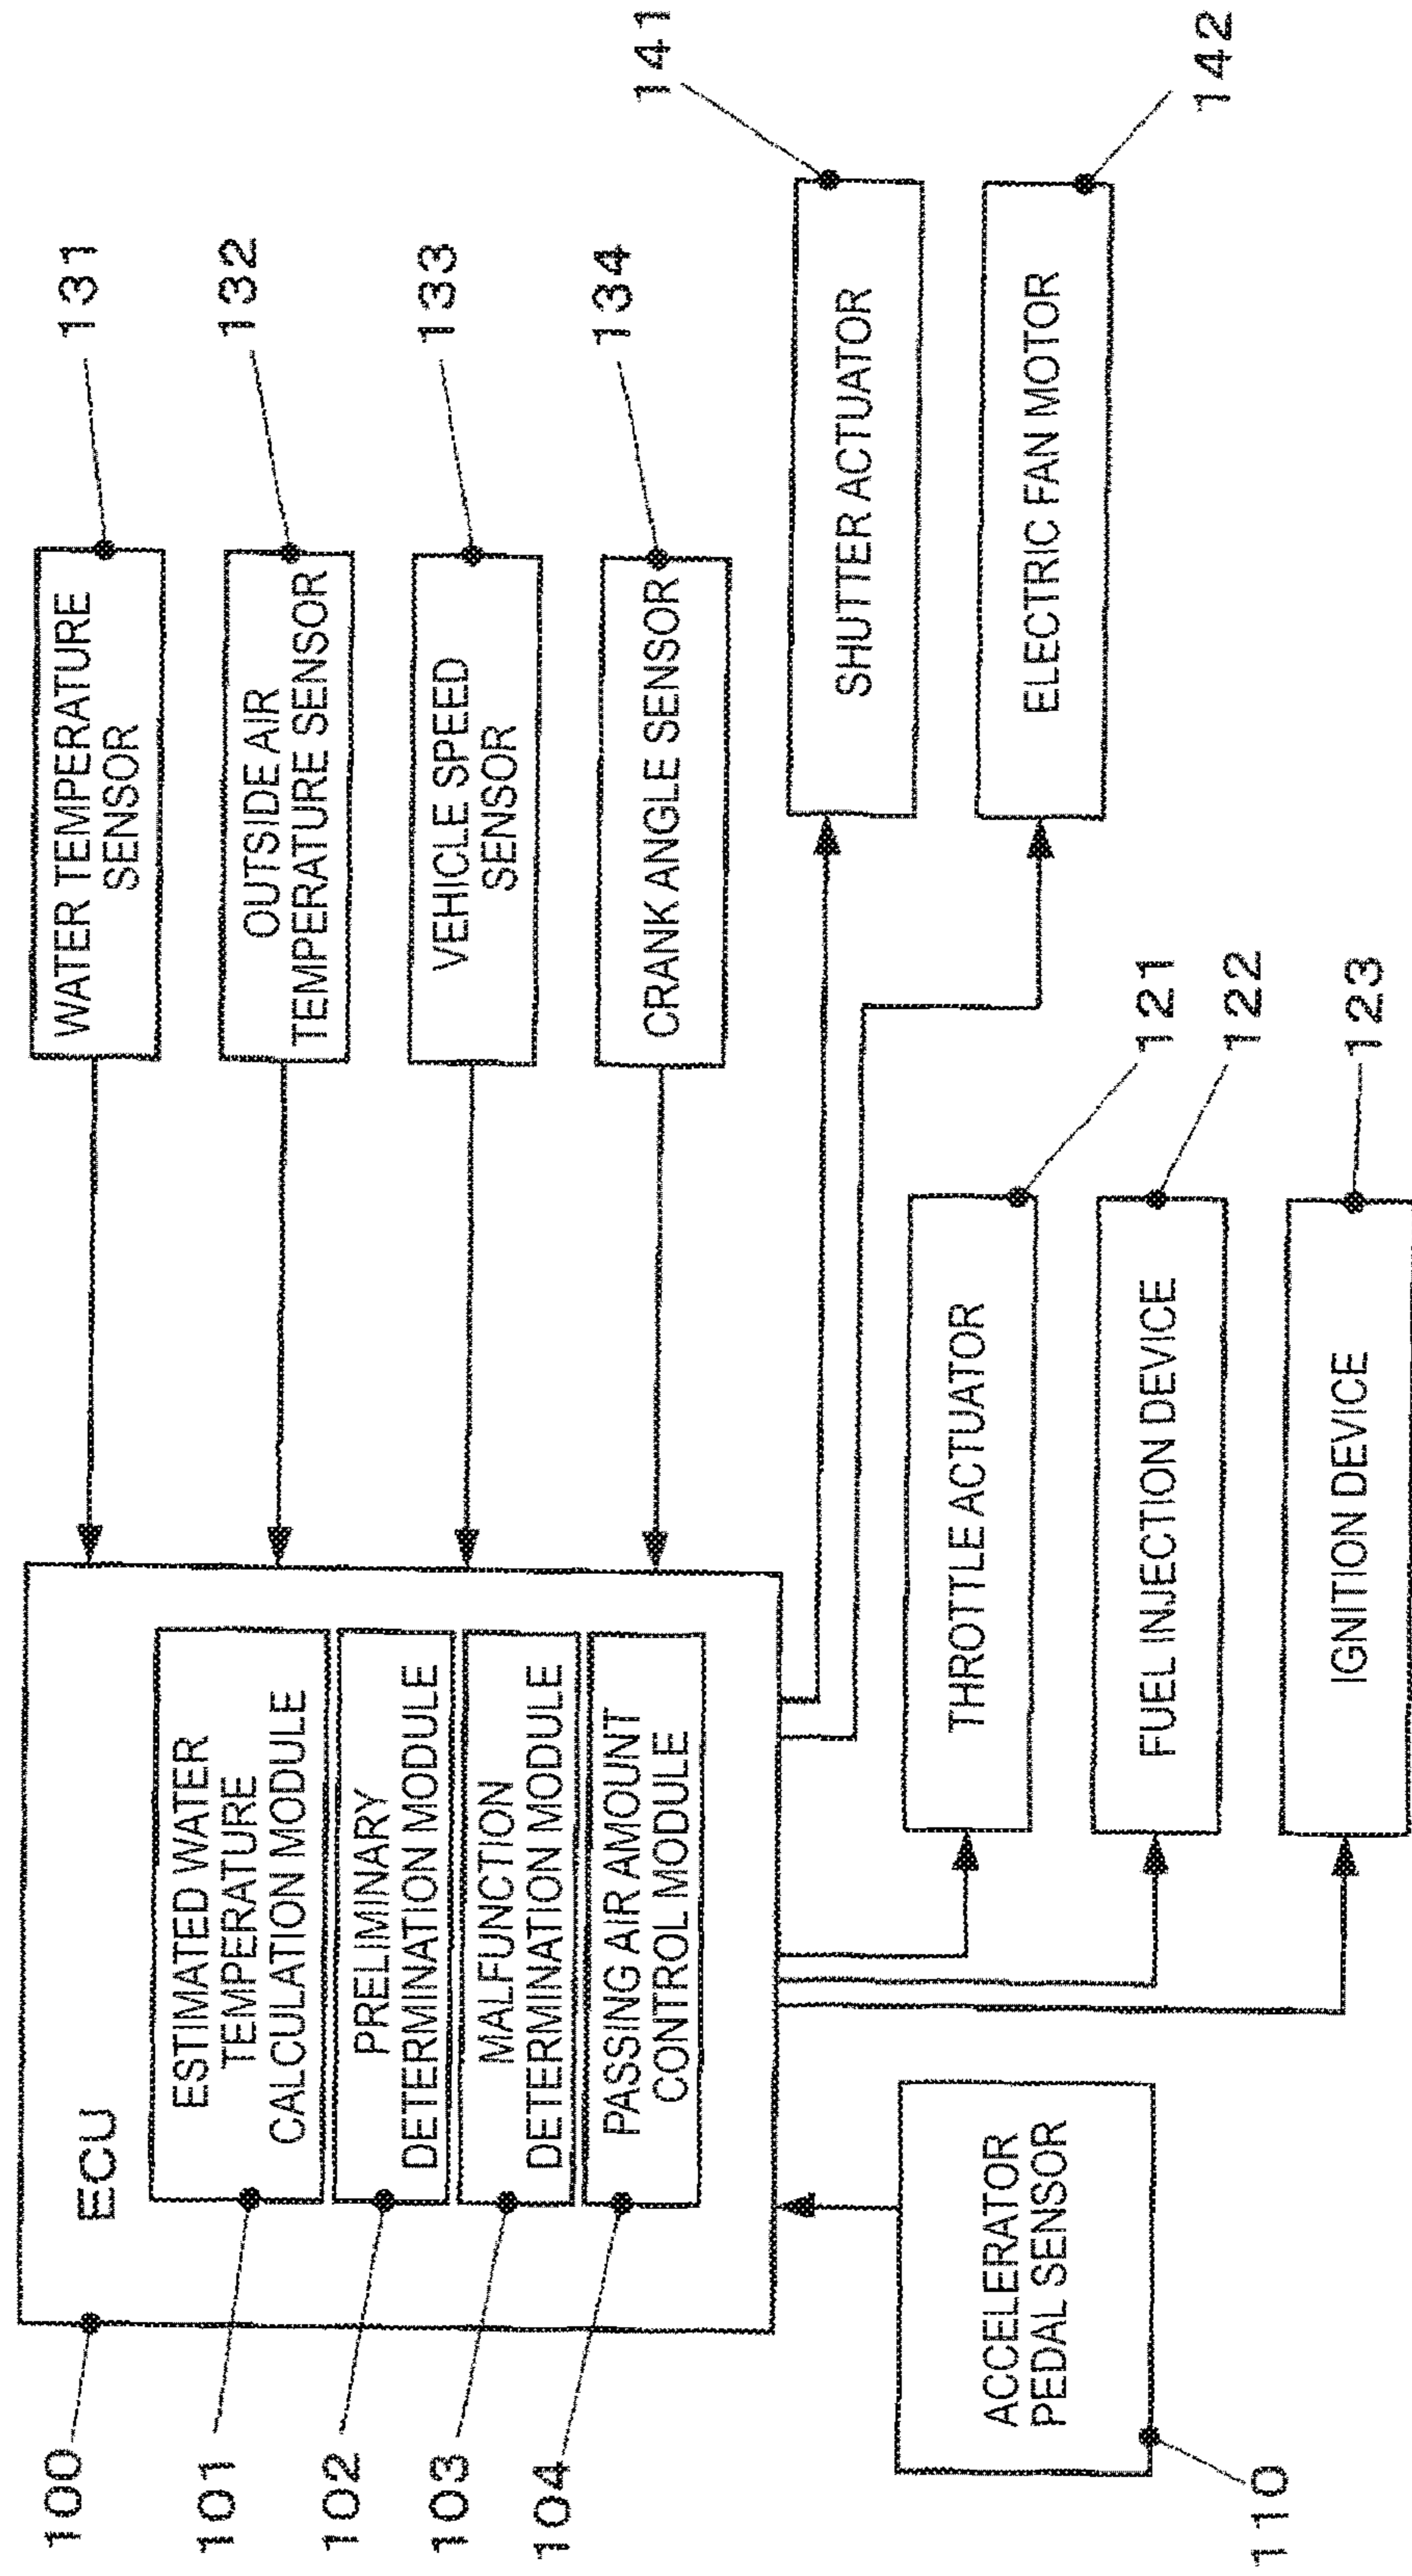 100
ECU
101
ESTIMATED WATER
TEMPERATURE
CALCULATION MODULE
102
PRELIMINARY
DETERMINATION MODULE
103
MALFUNCTION
DETERMINATION MODULE
104
PASSING AIR AMOUNT
CONTROL MODULE
WATER TEMPERATURE
SENSOR
131
OUTSIDE AIR
TEMPERATURE SENSOR
132
VEHICLE SPEED
SENSOR
133
CRANK ANGLE SENSOR
134
SHUTTER ACTUATOR
141
ELECTRIC FAN MOTOR
142
THROTTLE ACTUATOR
121
FUEL INJECTION DEVICE
122
IGNITION DEVICE
123
ACCELERATOR
PEDAL SENSOR
110